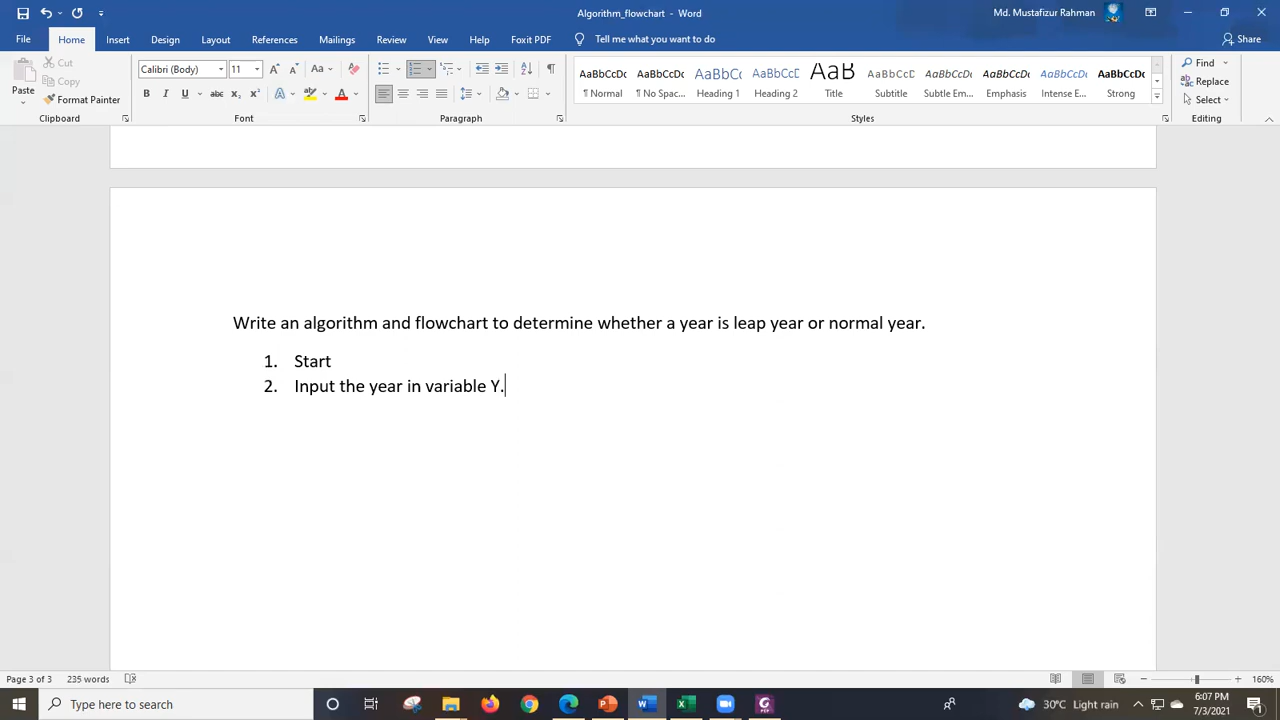 Algorithm_flowchart - Word
Md. Mustafizur Rahman
File Home Insert Design Layout References Mailings Review View Help Foxit PDF Tell me what you want to do Share
Paste
Cut
Copy
Format Painter
Clipboard
Calibri (Body) 11
Font
Paragraph
AaBbCcDc AaBbCcDc AaBbCc AaBbCcD AaB AaBbCcD AaBbCcDc AaBbCcDc AaBbCcDc AaBbCcDc
¶ Normal ¶ No Spac... Heading 1 Heading 2 Title Subtitle Subtle Em... Emphasis Intense E... Strong
Styles
Find
Replace
Select
Editing
Write an algorithm and flowchart to determine whether a year is leap year or normal year.
1. Start
2. Input the year in variable Y.
Page 3 of 3 235 words 160%
Type here to search
30°C Light rain
6:07 PM
7/3/2021